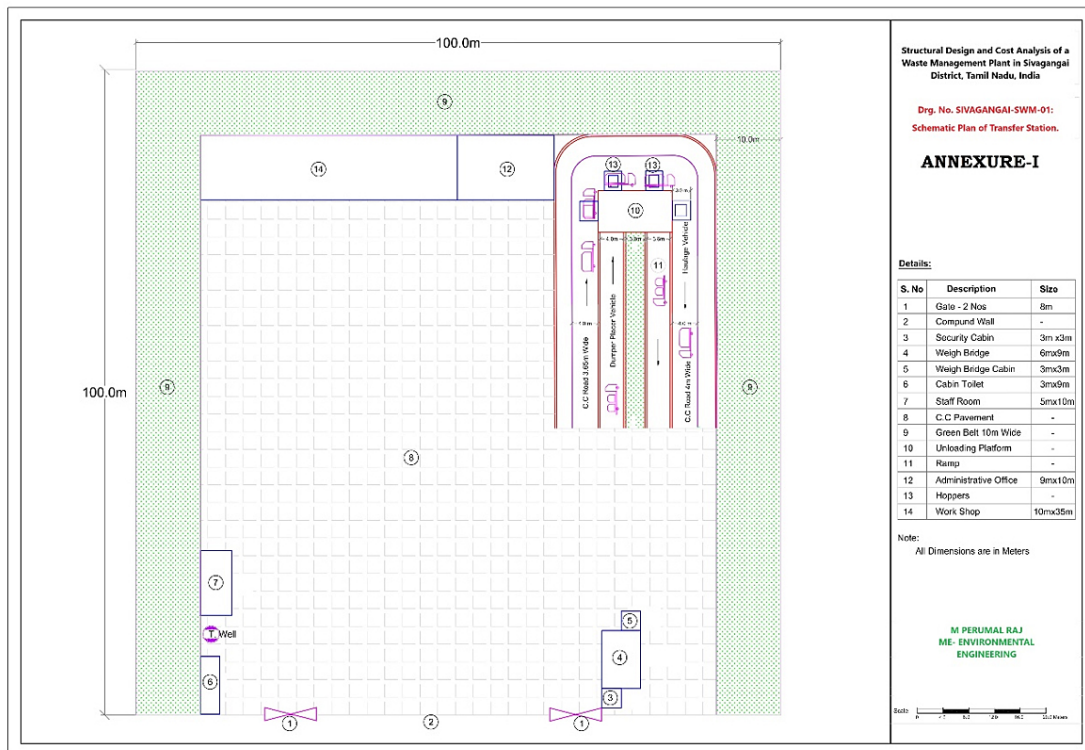 100.0m
Structural Design and Cost Analysis of a
Waste Management Plant in Sivagangai
District, Tamil Nadu, India
Drg. No. SIVAGANGAI-SWM-01:
Schematic Plan of Transfer Station.
ANNEXURE-I
9
10.0m
14
12
13
13
10
11
Haulage Vehicle
Dumper Placer Vehicle
C.C Road 3.65m Wide
C.C Road 4m Wide
100.0m
9
9
8
7
T
Well
6
5
4
3
1
2
1
Details:
S. No Description Size
1 Gate - 2 Nos 8m
2 Compund Wall -
3 Security Cabin 3m x3m
4 Weigh Bridge 6mx9m
5 Weigh Bridge Cabin 3mx3m
6 Cabin Toilet 3mx9m
7 Staff Room 5mx10m
8 C.C Pavement -
9 Green Belt 10m Wide -
10 Unloading Platform -
11 Ramp -
12 Administrative Office 9mx10m
13 Hoppers -
14 Work Shop 10mx35m
Note:
All Dimensions are in Meters
M PERUMAL RAJ
ME- ENVIRONMENTAL
ENGINEERING
Scale